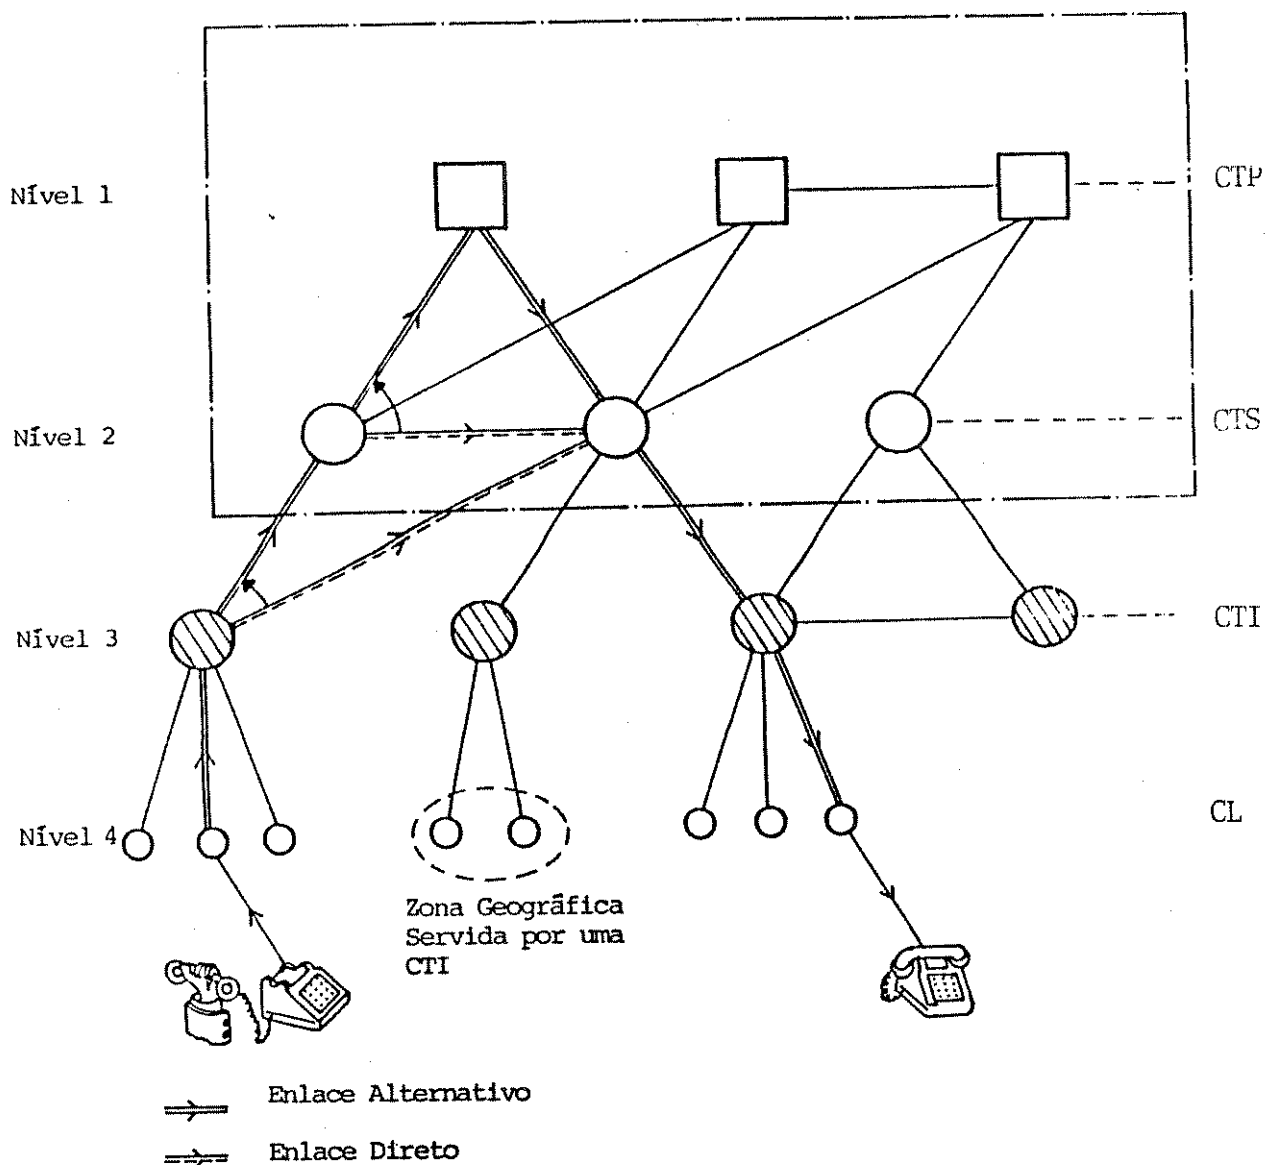 Nível 1
CTP
Nível 2
CTS
Nível 3
CTI
Nível 4
CL
Zona Geográfica
Servida por uma
CTI
Enlace Alternativo
Enlace Direto